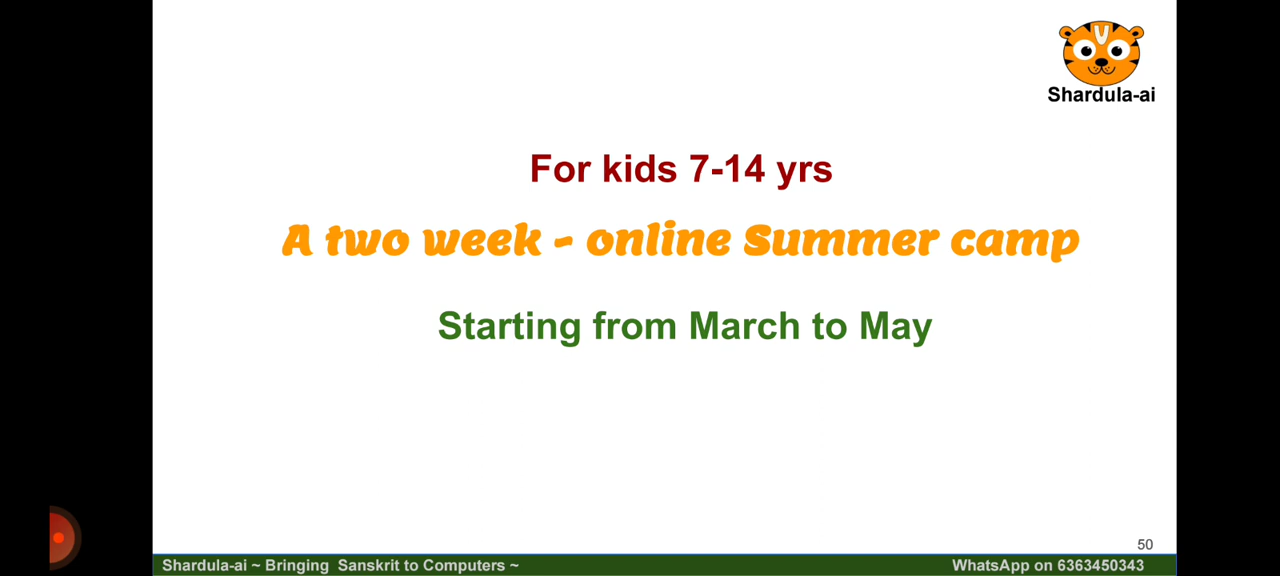 Shardula-ai
For kids 7-14 yrs
A two week - online Summer camp
Starting from March to May
50
Shardula-ai ~ Bringing Sanskrit to Computers ~
WhatsApp on 6363450343